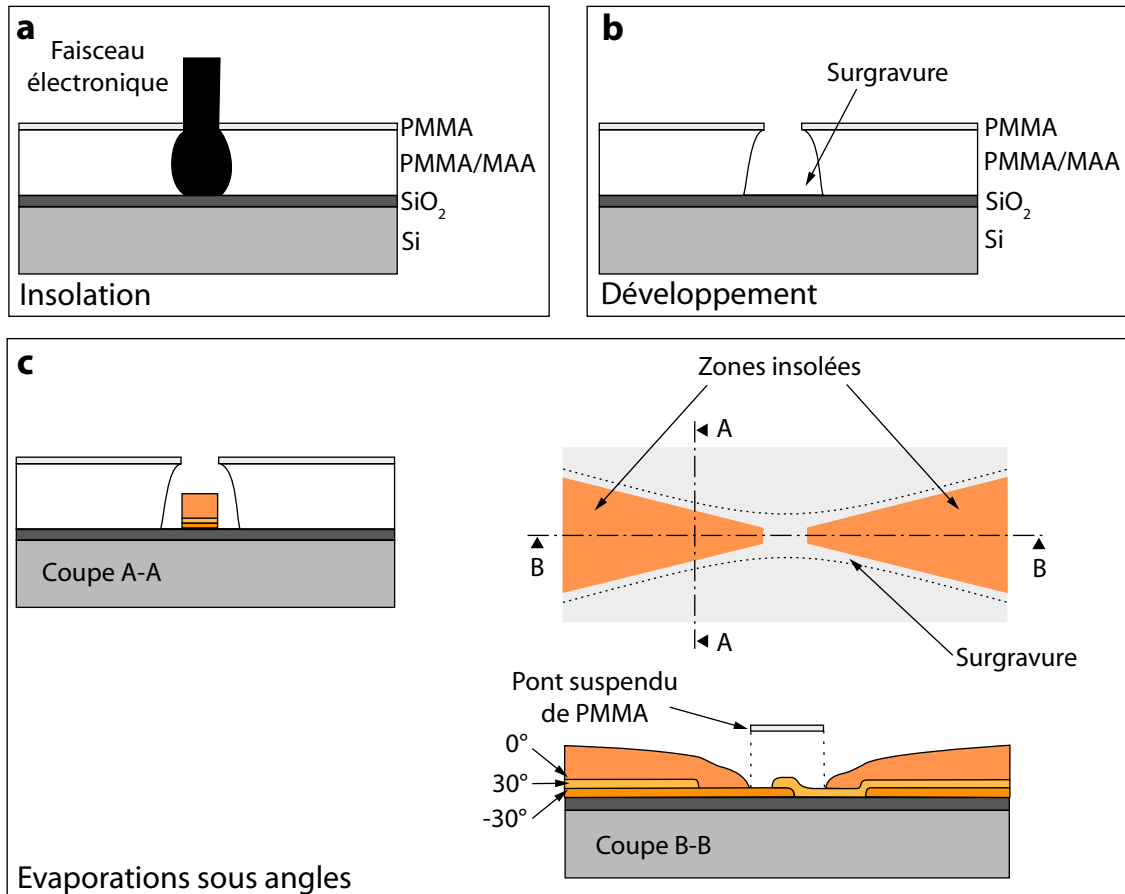 a
Faisceau
électronique
PMMA
PMMA/MAA
SiO2
Si
Insolation
b
Surgravure
PMMA
PMMA/MAA
SiO2
Si
Développement
c
Coupe A-A
Zones insolées
A
B
B
A
Surgravure
Pont suspendu
de PMMA
0°
30°
-30°
Coupe B-B
Evaporations sous angles